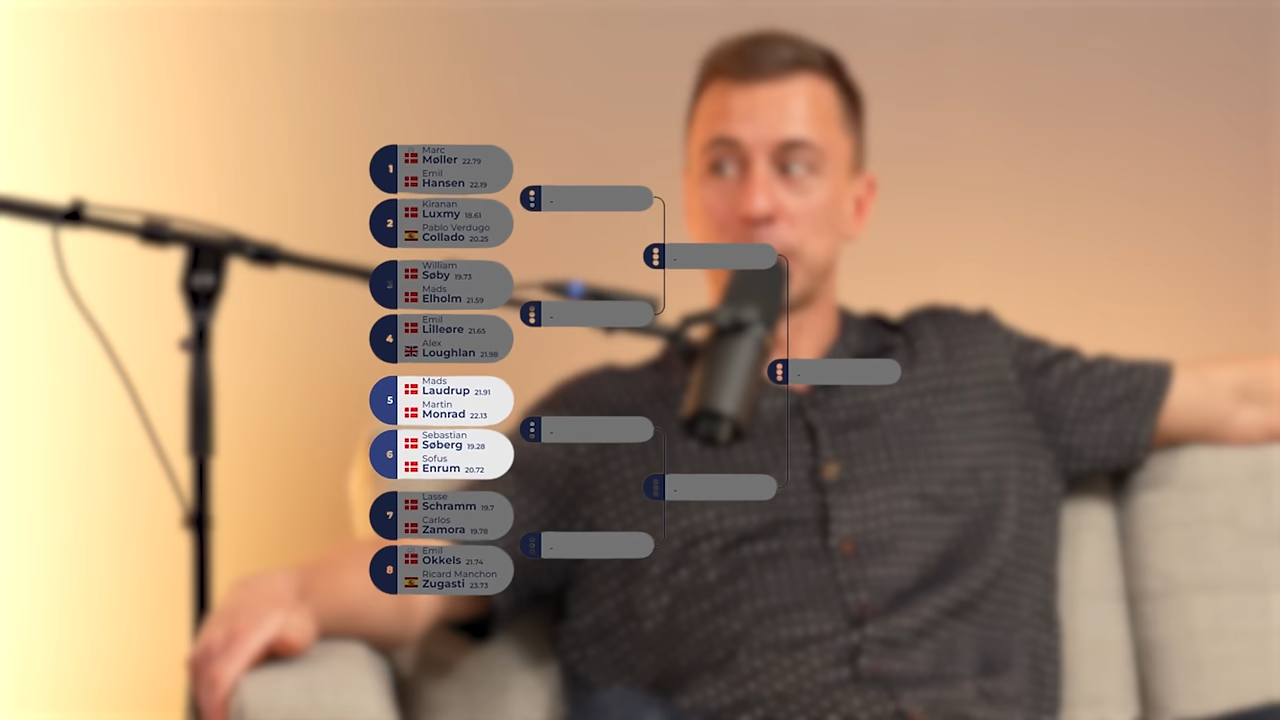 1
Marc
Møller 22.79
Emil
Hansen 22.19
2
Kiranan
Luxmy 18.61
Pablo Verdugo
Collado 20.25
William
Søby 19.73
Mads
Elholm 21.59
4
Emil
Lilleøre 21.65
Alex
Loughlan 21.98
5
Mads
Laudrup 21.91
Martin
Monrad 22.13
6
Sebastian
Søberg 19.28
Sofus
Enrum 20.72
7
Lasse
Schramm 19.7
Carlos
Zamora 19.78
8
Emil
Okkels 21.74
Ricard Manchon
Zugasti 23.73